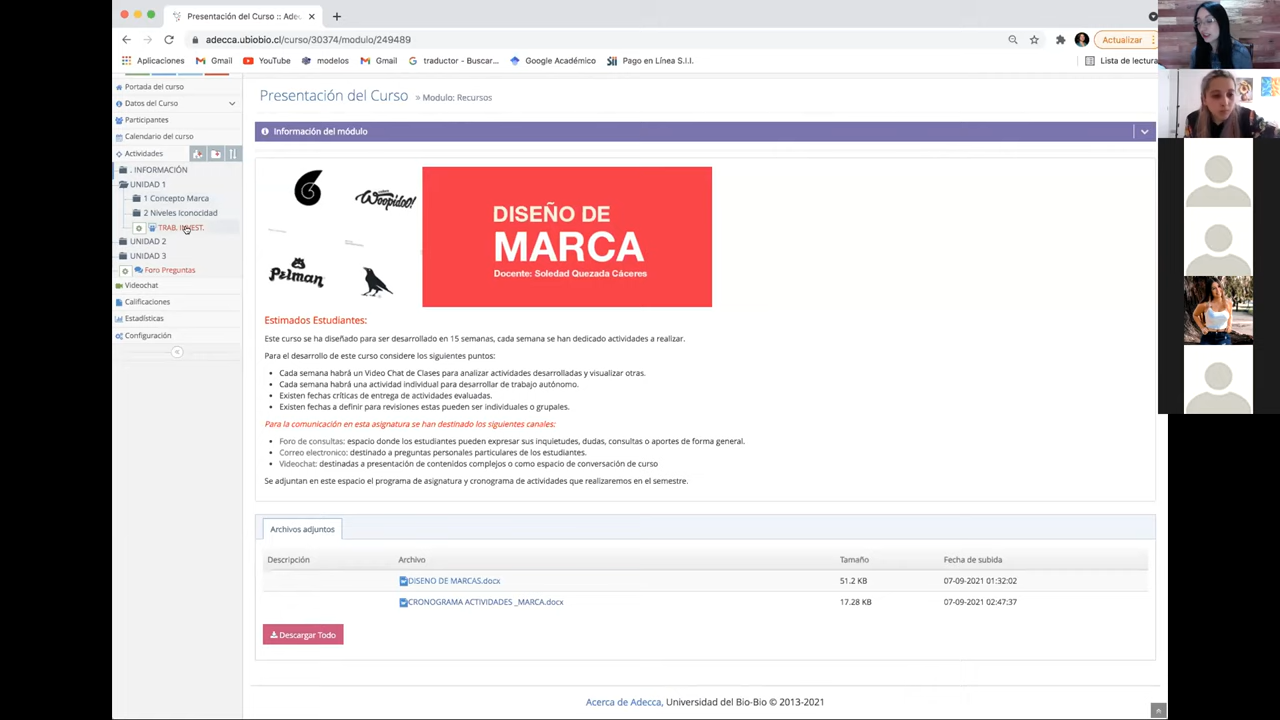 Presentación del Curso :: Adec
adecca.ubiobio.cl/curso/30374/modulo/249489
Actualizar
Aplicaciones
Gmail
YouTube
modelos
Gmail
traductor - Buscar...
Google Académico
Pago en Línea S.I.I.
Lista de lectura
Portada del curso
Datos del Curso
Participantes
Calendario del curso
Actividades
. INFORMACIÓN
UNIDAD 1
1 Concepto Marca
2 Niveles Iconocidad
TRAB. INVEST.
UNIDAD 2
UNIDAD 3
Foro Preguntas
Videochat
Calificaciones
Estadísticas
Configuración
Presentación del Curso » Modulo: Recursos
Información del módulo
Woopidoo!
Pelman
DISEÑO DE
MARCA
Docente: Soledad Quezada Cáceres
Estimados Estudiantes:
Este curso se ha diseñado para ser desarrollado en 15 semanas, cada semana se han dedicado actividades a realizar.
Para el desarrollo de este curso considere los siguientes puntos:
• Cada semana habrá un Video Chat de Clases para analizar actividades desarrolladas y visualizar otras.
• Cada semana habrá una actividad individual para desarrollar de trabajo autónomo.
• Existen fechas críticas de entrega de actividades evaluadas.
• Existen fechas a definir para revisiones estas pueden ser individuales o grupales.
Para la comunicación en esta asignatura se han destinado los siguientes canales:
• Foro de consultas: espacio donde los estudiantes pueden expresar sus inquietudes, dudas, consultas o aportes de forma general.
• Correo electronico: destinado a preguntas personales particulares de los estudiantes.
• Videochat: destinadas a presentación de contenidos complejos o como espacio de conversación de curso
Se adjuntan en este espacio el programa de asignatura y cronograma de actividades que realizaremos en el semestre.
Archivos adjuntos
Descripción Archivo Tamaño Fecha de subida
DISENO DE MARCAS.docx 51.2 KB 07-09-2021 01:32:02
CRONOGRAMA ACTIVIDADES _MARCA.docx 17.28 KB 07-09-2021 02:47:37
Descargar Todo
Acerca de Adecca, Universidad del Bio-Bio © 2013-2021